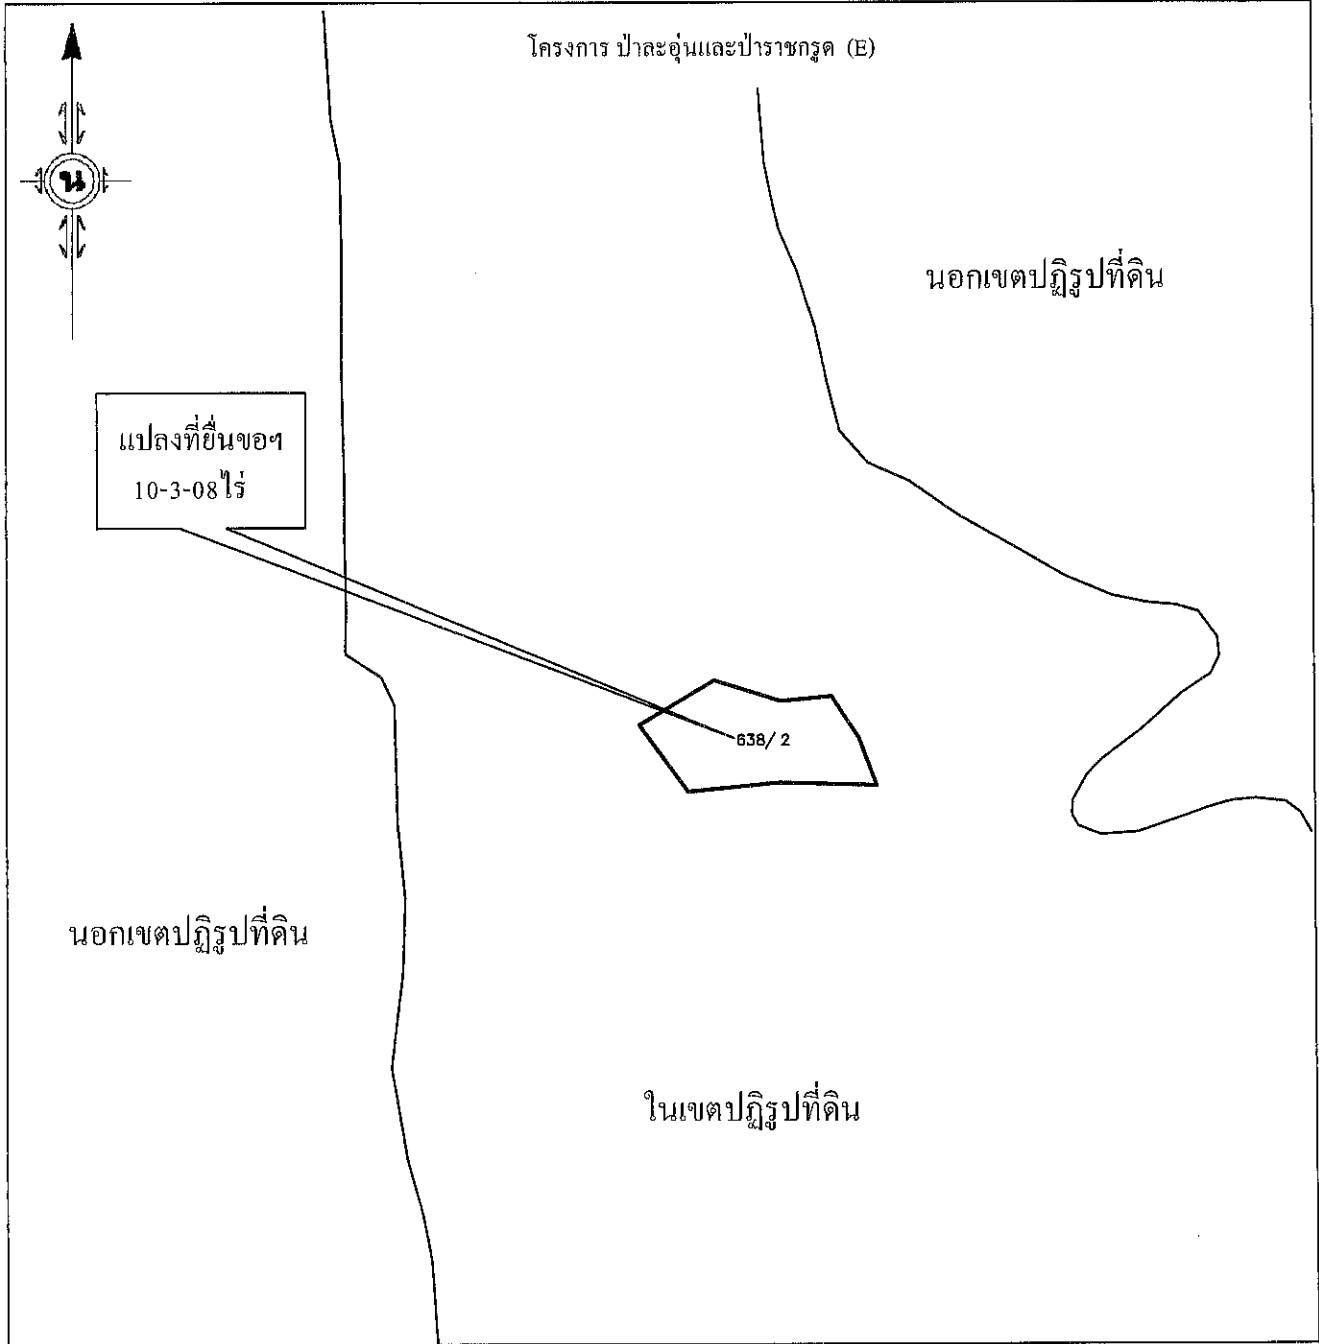 โครงการ ป่าละอุ่นและป่าราชกรูด (E)
น
นอกเขตปฏิรูปที่ดิน
แปลงที่ยื่นขอฯ
10-3-08 ไร่
638/ 2
นอกเขตปฏิรูปที่ดิน
ในเขตปฏิรูปที่ดิน